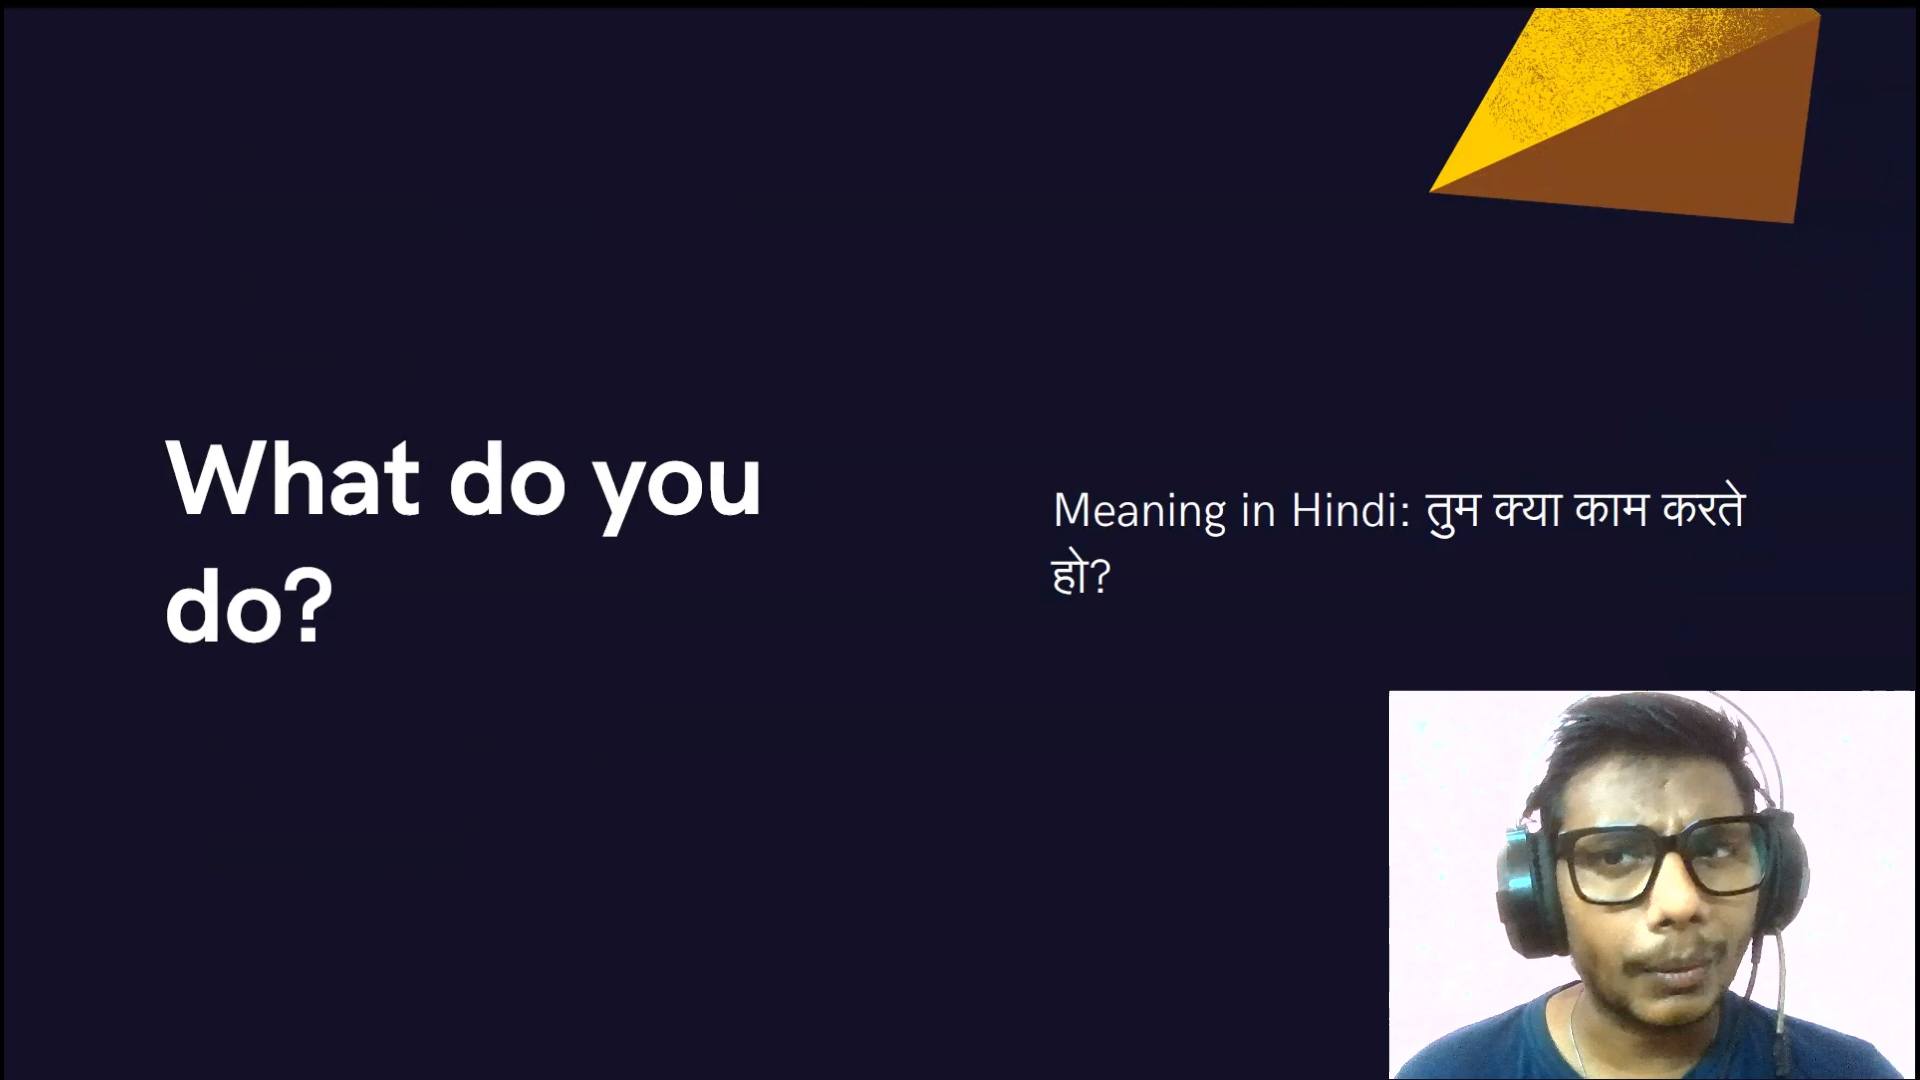 What do you
do?
Meaning in Hindi: तुम क्या काम करते
हो?